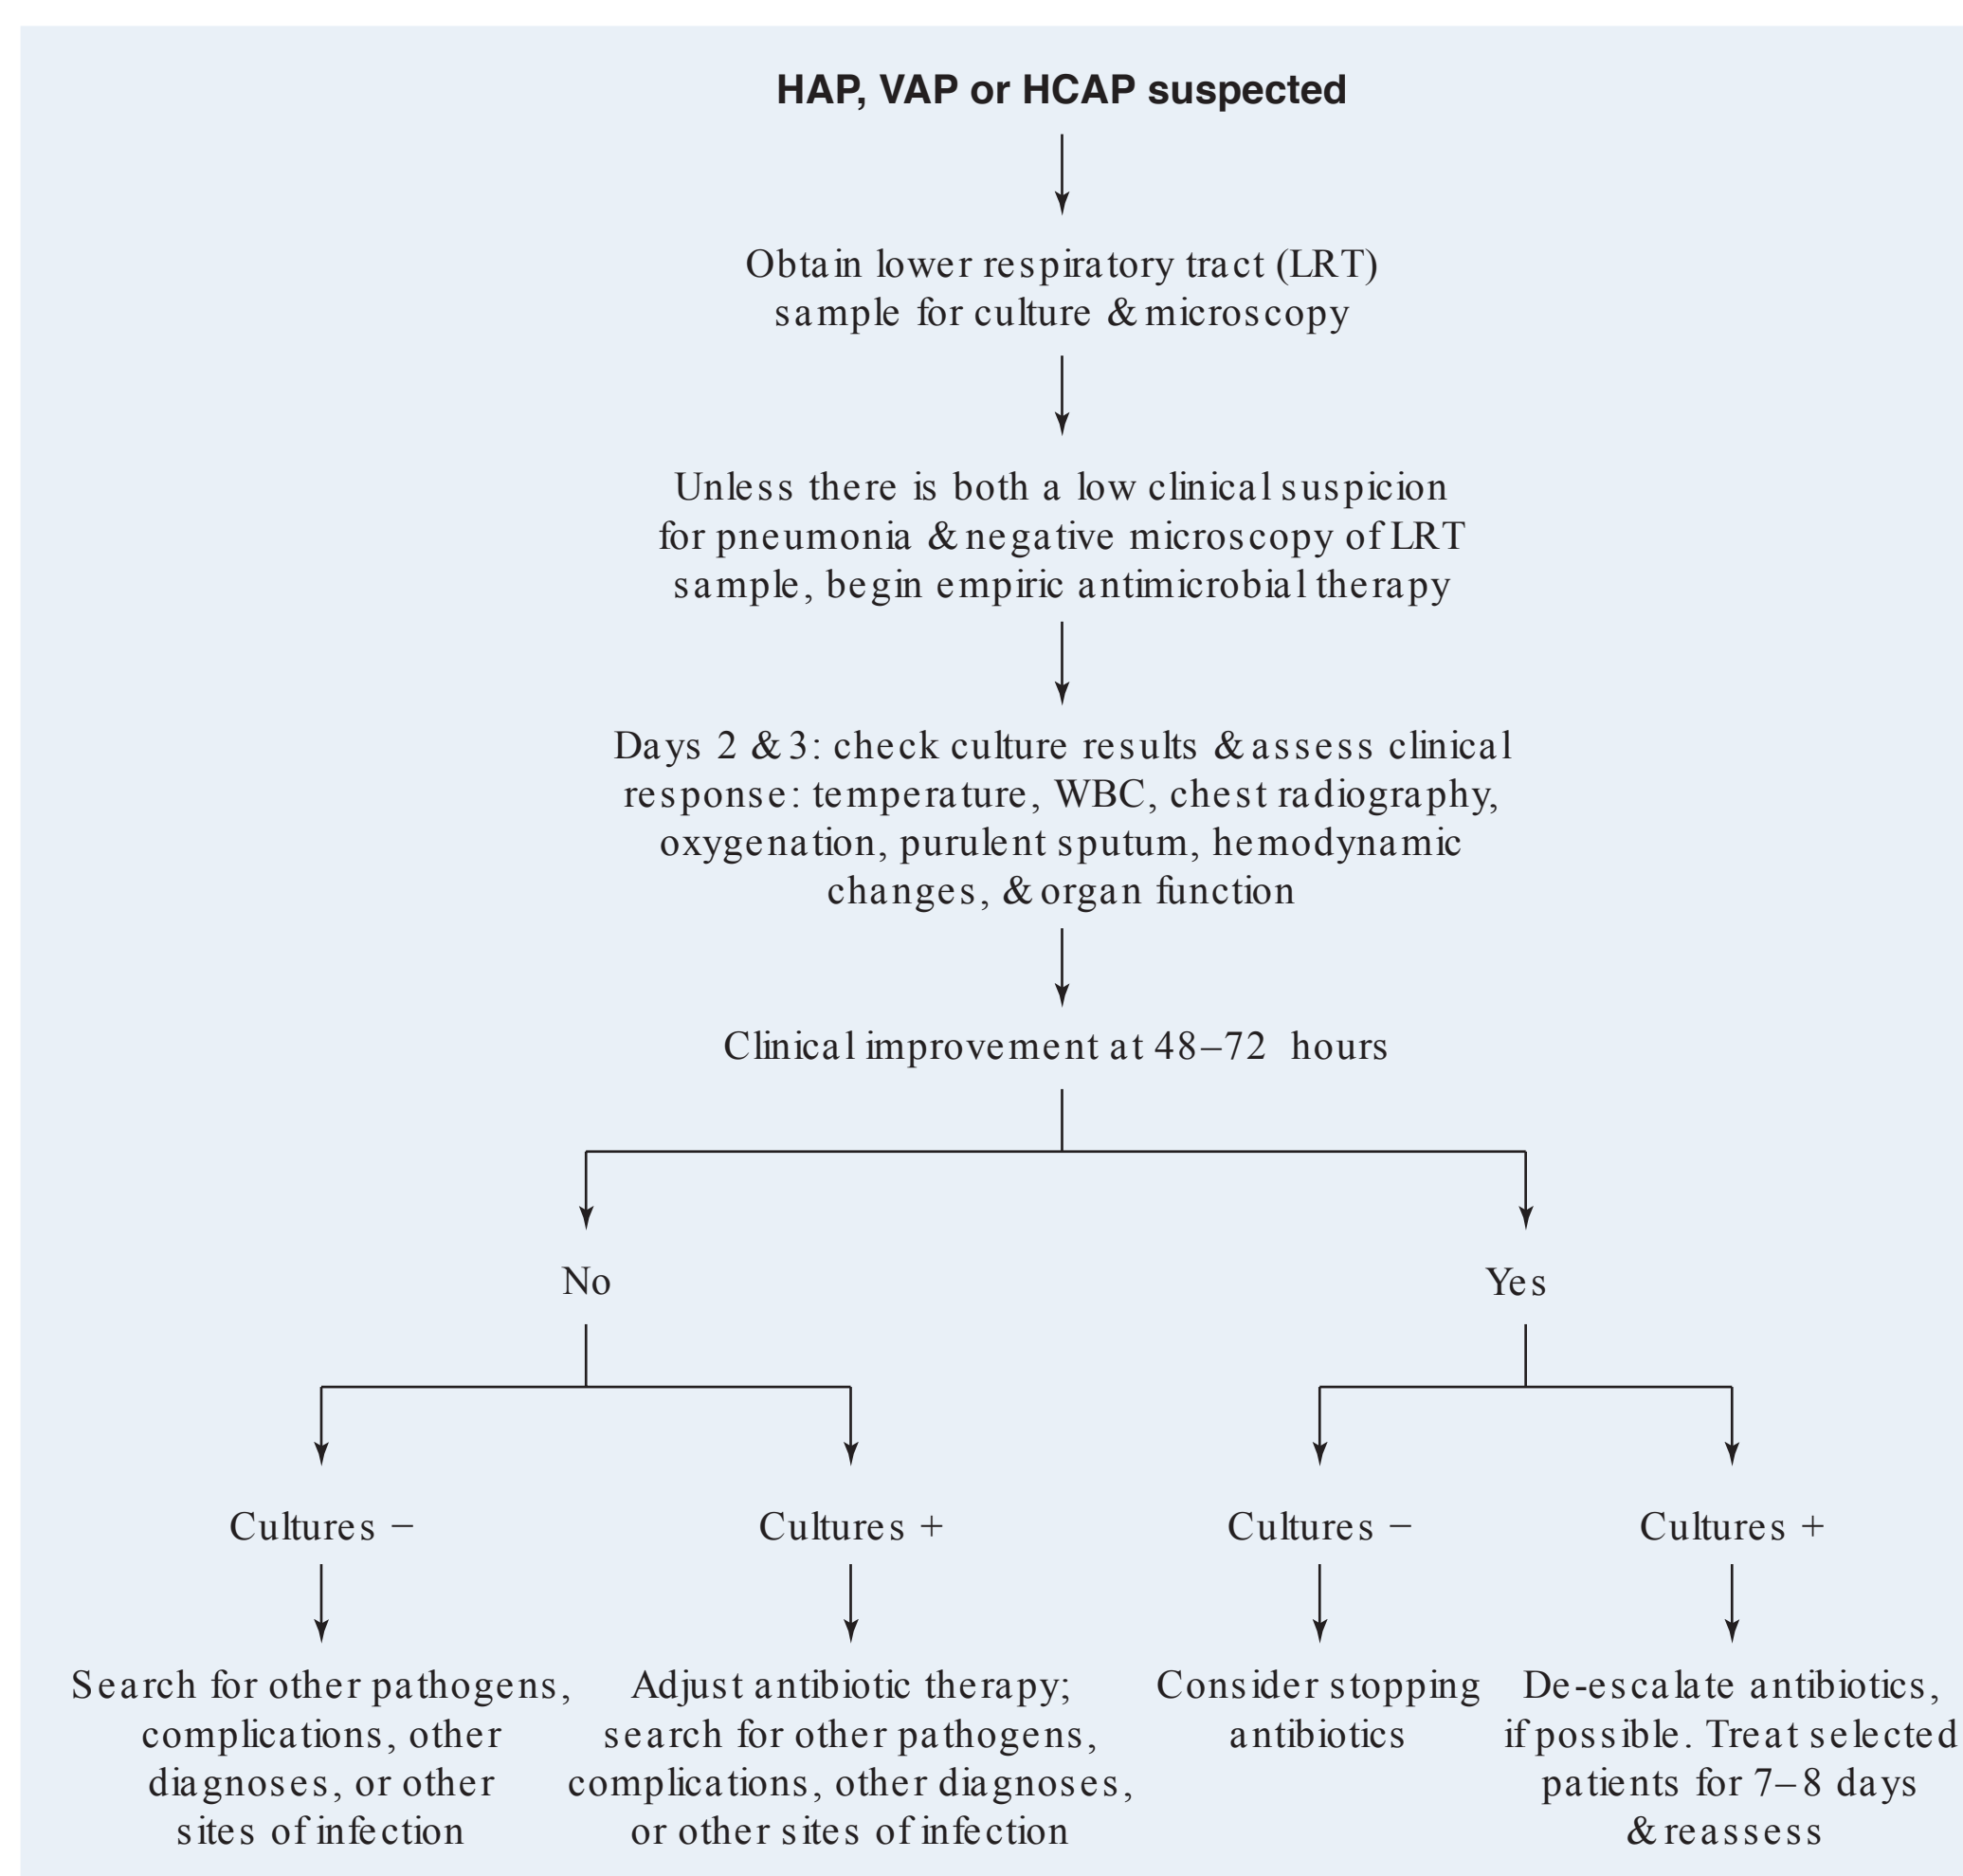 HAP, VAP or HCAP suspected
Obtain lower respiratory tract (LRT)
sample for culture & microscopy
Unless there is both a low clinical suspicion
for pneumonia & negative microscopy of LRT
sample, begin empiric antimicrobial therapy
Days 2 & 3: check culture results & assess clinical
response: temperature, WBC, chest radiography,
oxygenation, purulent sputum, hemodynamic
changes, & organ function
Clinical improvement at 48–72 hours
No
Yes
Cultures −
Cultures +
Cultures −
Cultures +
Search for other pathogens,
complications, other
diagnoses, or other
sites of infection
Adjust antibiotic therapy;
search for other pathogens,
complications, other diagnoses,
or other sites of infection
Consider stopping
antibiotics
De-escalate antibiotics,
if possible. Treat selected
patients for 7–8 days
& reassess